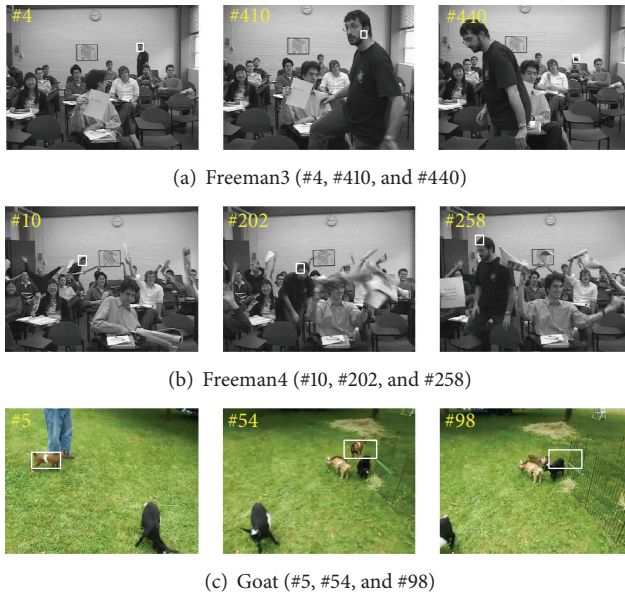 #4 #410 #440
(a) Freeman3 (#4, #410, and #440)
#10 #202 #258
(b) Freeman4 (#10, #202, and #258)
#5 #54 #98
(c) Goat (#5, #54, and #98)